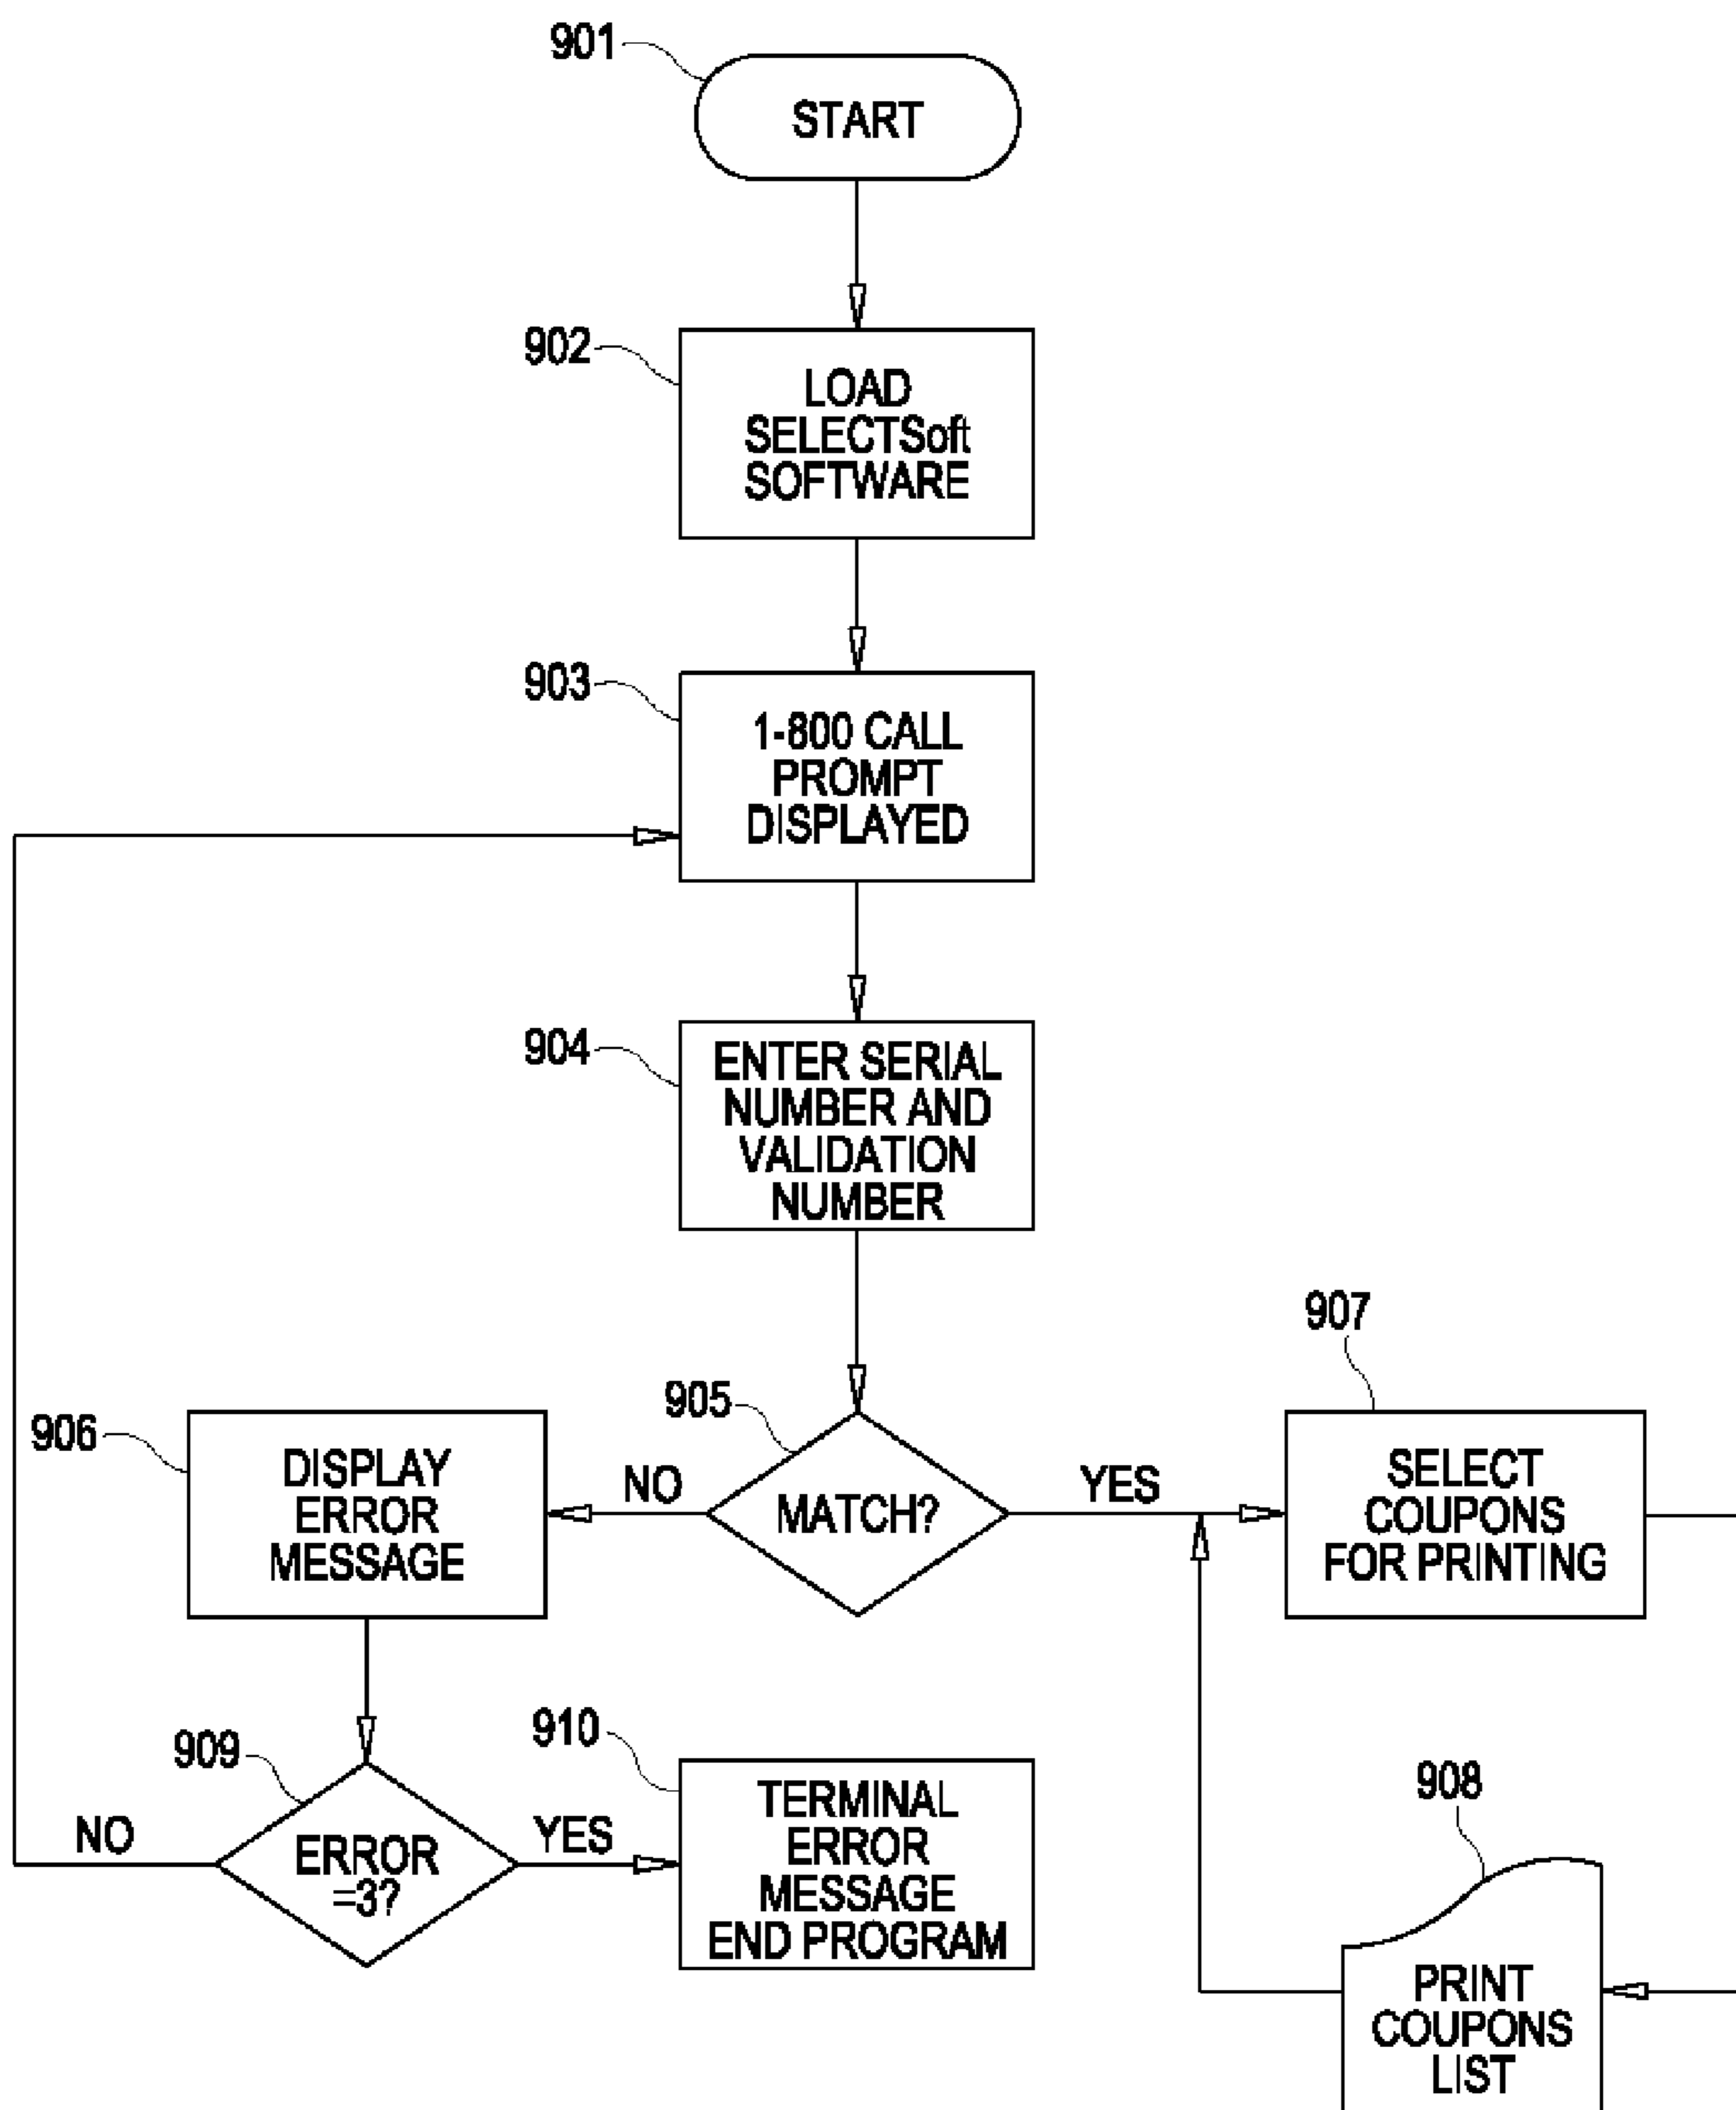 901
START
902
LOAD
SELECTSoft
SOFTWARE
903
1-800 CALL
PROMPT
DISPLAYED
904
ENTER SERIAL
NUMBER AND
VALIDATION
NUMBER
905
MATCH?
NO
YES
906
DISPLAY
ERROR
MESSAGE
907
SELECT
COUPONS
FOR PRINTING
909
ERROR
=3?
NO
YES
910
TERMINAL
ERROR
MESSAGE
END PROGRAM
908
PRINT
COUPONS
LIST